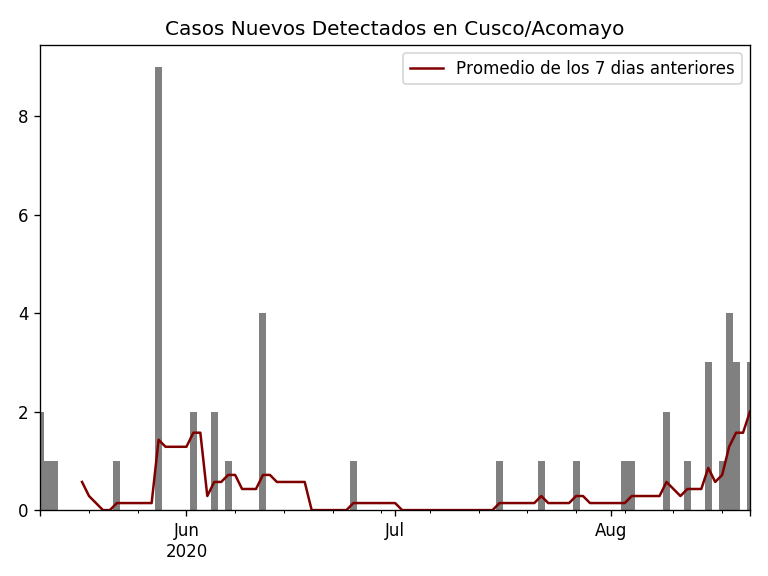 Casos Nuevos Detectados en Cusco/Acomayo
Promedio de los 7 dias anteriores
8
6
4
2
0
Jun
2020
Jul
Aug